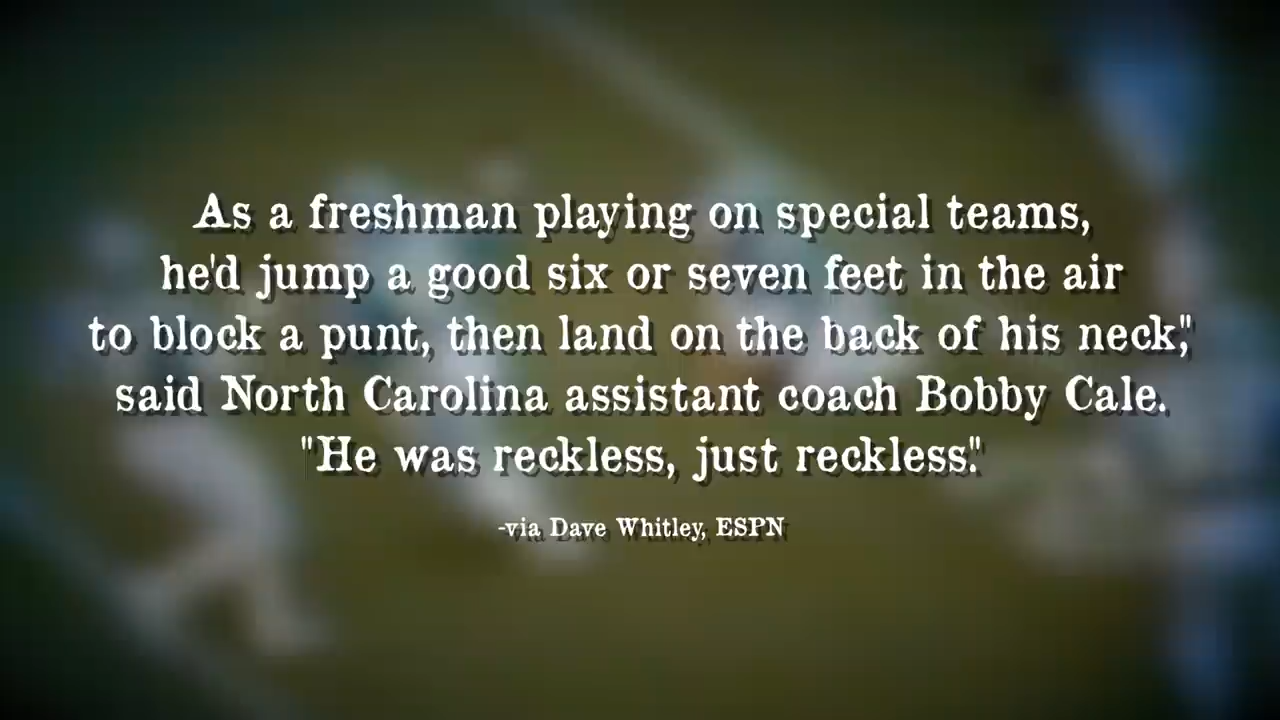 As a freshman playing on special teams,
he'd jump a good six or seven feet in the air
to block a punt, then land on the back of his neck,"
said North Carolina assistant coach Bobby Cale.
"He was reckless, just reckless."
-via Dave Whitley, ESPN